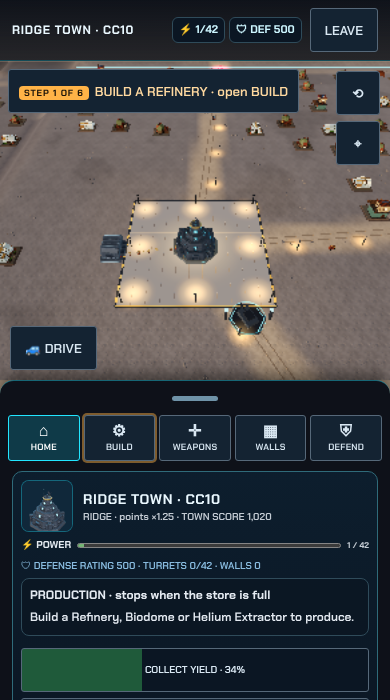 RIDGE TOWN · CC10
⚡ 1/42
🛡 DEF 500
LEAVE
STEP 1 OF 6 BUILD A REFINERY · open BUILD
1
1
🚙 DRIVE
HOME
BUILD
WEAPONS
WALLS
DEFEND
RIDGE TOWN · CC10
RIDGE · points ×1.25 · TOWN SCORE 1,020
⚡ POWER
1 / 42
🛡 DEFENSE RATING 500 · TURRETS 0/42 · WALLS 0
PRODUCTION · stops when the store is full
Build a Refinery, Biodome or Helium Extractor to produce.
COLLECT YIELD · 34%